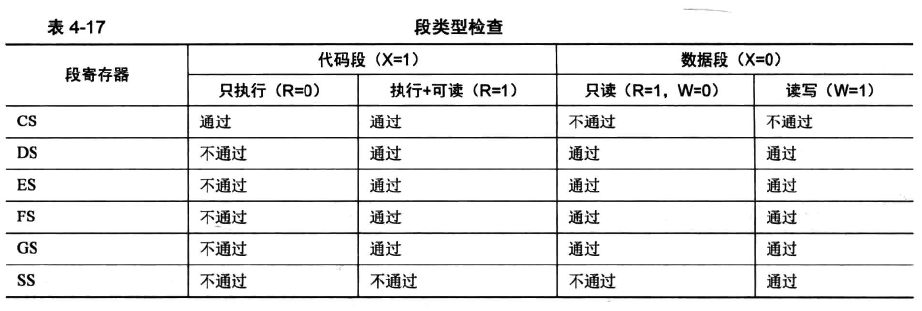 表 4-17 段类型检查
段寄存器 代码段（X=1） 数据段（X=0）
只执行（R=0） 执行+可读（R=1） 只读（R=1，W=0） 读写（W=1）
CS 通过 通过 不通过 不通过
DS 不通过 通过 通过 通过
ES 不通过 通过 通过 通过
FS 不通过 通过 通过 通过
GS 不通过 通过 通过 通过
SS 不通过 不通过 不通过 通过